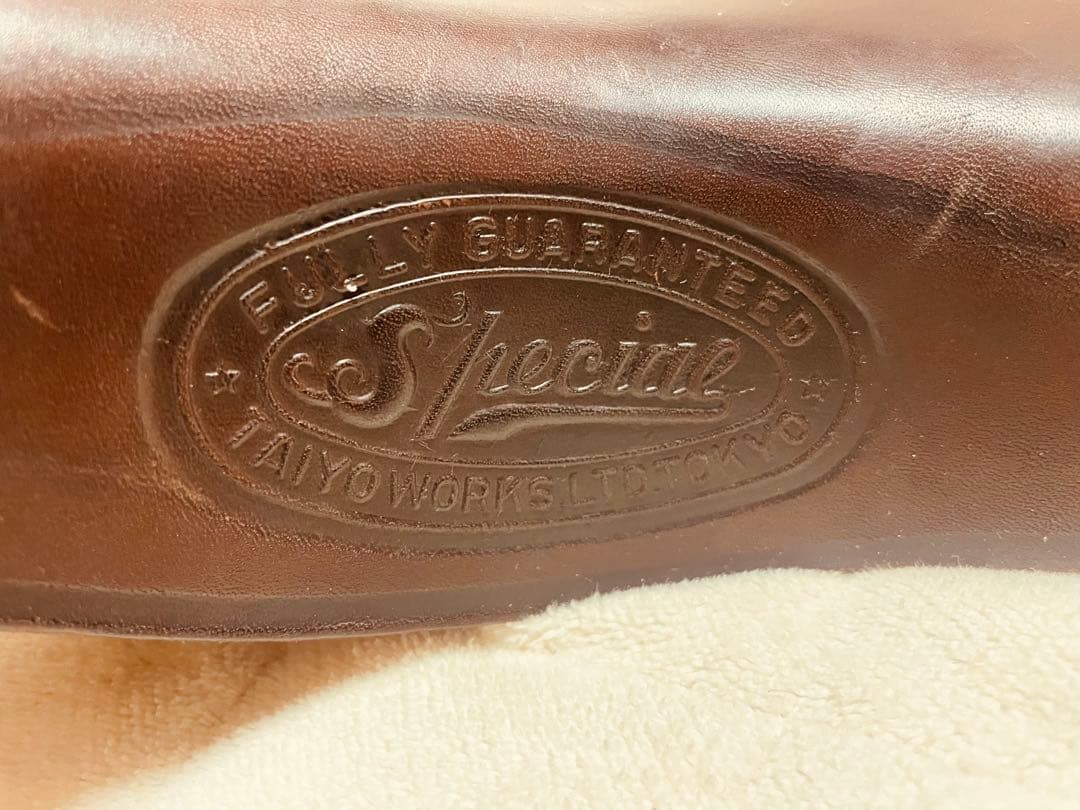 FULLY GUARANTEED
Special
TAIYO WORKS.LTD.TOKYO